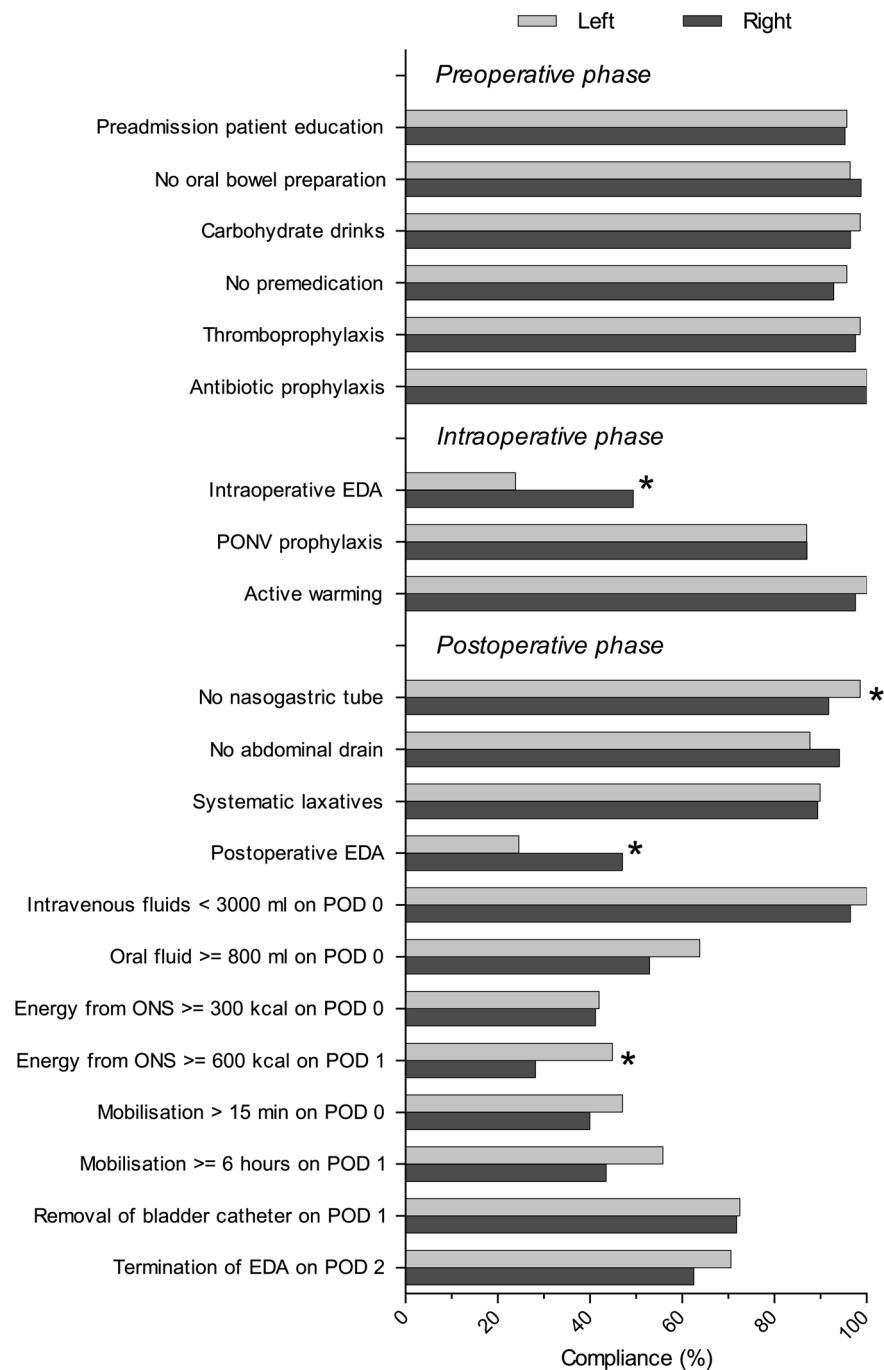 Left Right
Preoperative phase
Preadmission patient education
No oral bowel preparation
Carbohydrate drinks
No premedication
Thromboprophylaxis
Antibiotic prophylaxis
Intraoperative phase
Intraoperative EDA *
PONV prophylaxis
Active warming
Postoperative phase
No nasogastric tube *
No abdominal drain
Systematic laxatives
Postoperative EDA *
Intravenous fluids < 3000 ml on POD 0
Oral fluid >= 800 ml on POD 0
Energy from ONS >= 300 kcal on POD 0
Energy from ONS >= 600 kcal on POD 1 *
Mobilisation > 15 min on POD 0
Mobilisation >= 6 hours on POD 1
Removal of bladder catheter on POD 1
Termination of EDA on POD 2
0 20 40 60 80 100
Compliance (%)